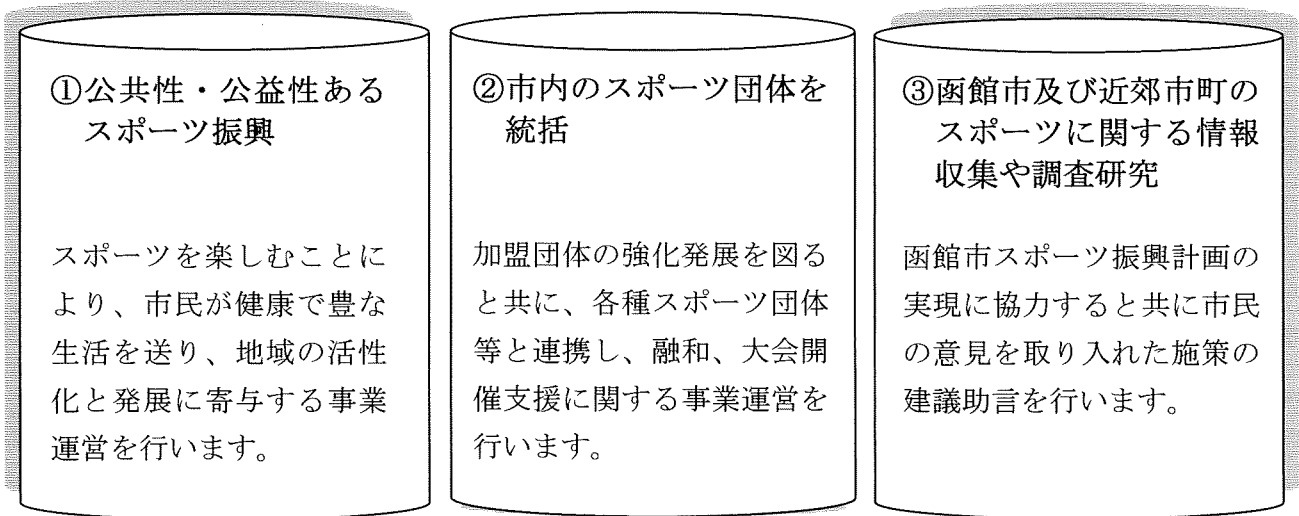 ①公共性・公益性ある
スポーツ振興
スポーツを楽しむことに
より、市民が健康で豊な
生活を送り、地域の活性
化と発展に寄与する事業
運営を行います。
②市内のスポーツ団体を
統括
加盟団体の強化発展を図る
と共に、各種スポーツ団体
等と連携し、融和、大会開
催支援に関する事業運営を
行います。
③函館市及び近郊市町の
スポーツに関する情報
収集や調査研究
函館市スポーツ振興計画の
実現に協力すると共に市民
の意見を取り入れた施策の
建議助言を行います。